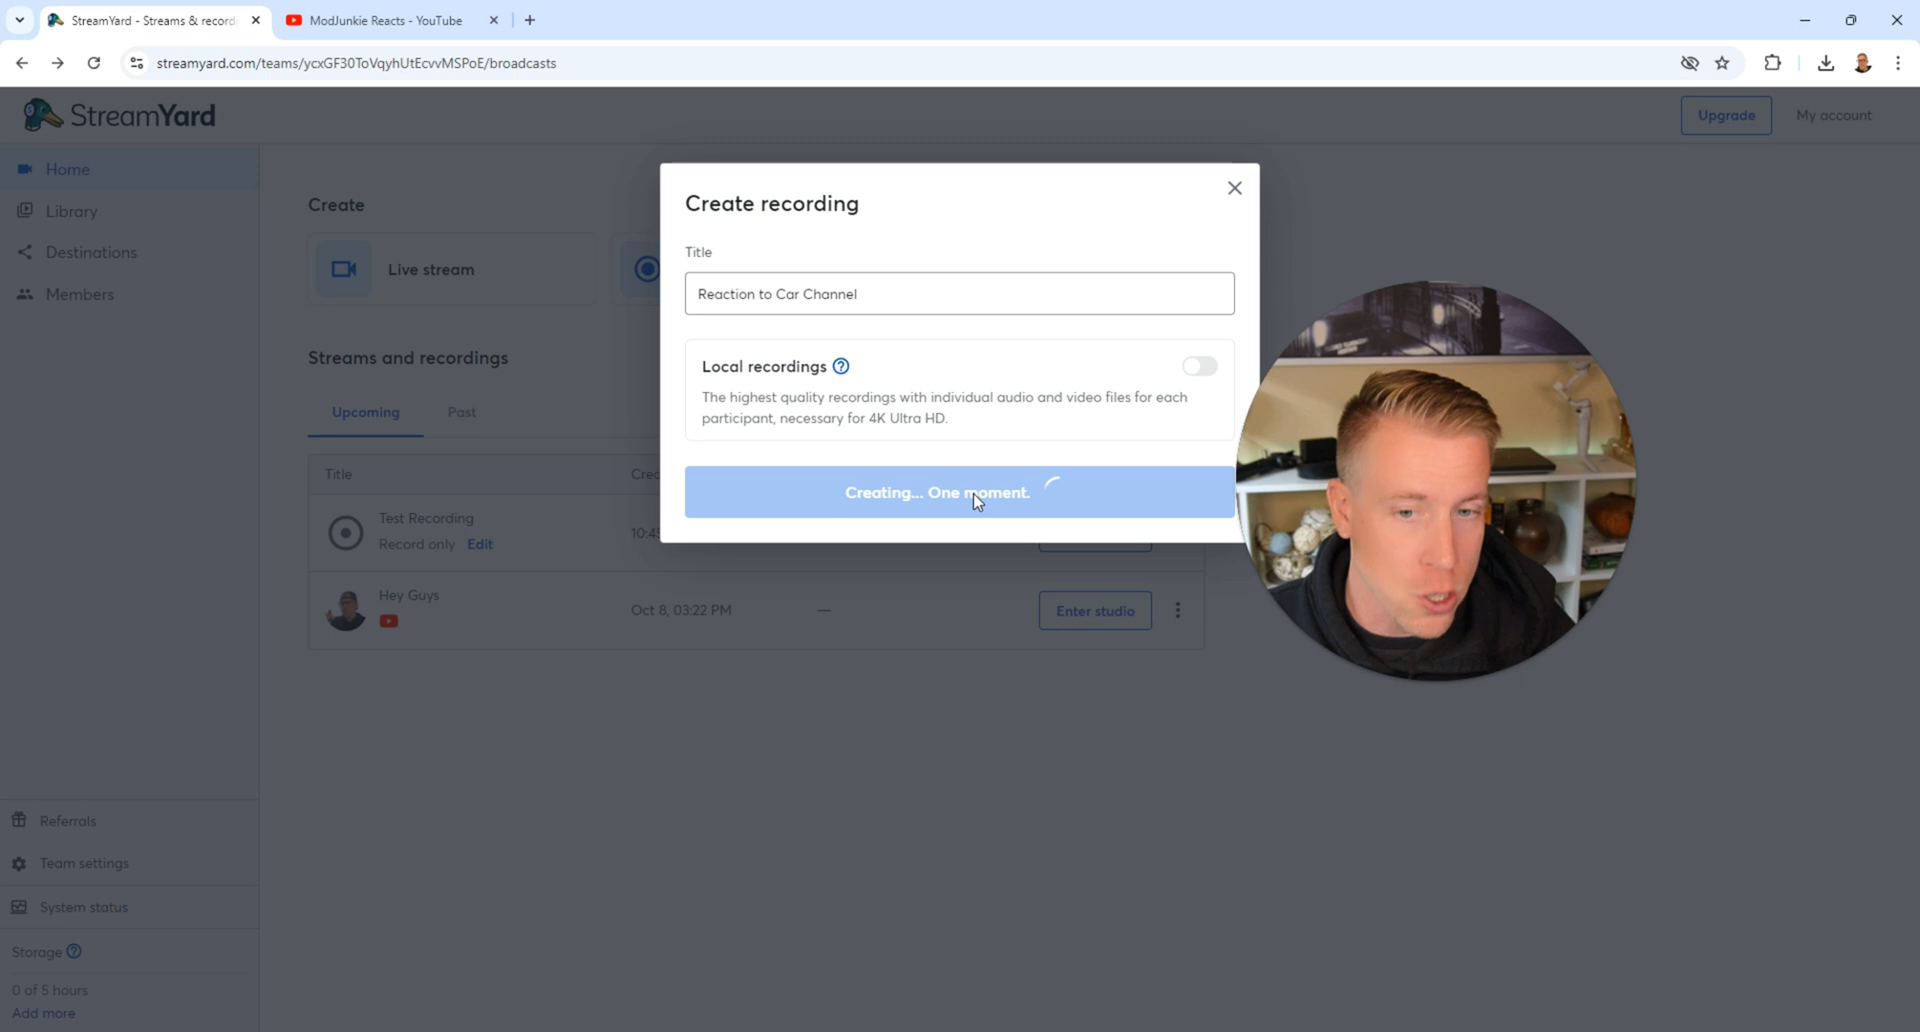 StreamYard - Streams & record
ModJunkie Reacts - YouTube
streamyard.com/teams/ycxGF30ToVqyhUtEcvvMSPoE/broadcasts
StreamYard
Upgrade
My account
Home
Library
Destinations
Members
Create
Live stream
Streams and recordings
Upcoming
Past
Title
Test Recording
Record only Edit
Hey Guys
Oct 8, 03:22 PM
—
Enter studio
Create recording
Title
Reaction to Car Channel
Local recordings
The highest quality recordings with individual audio and video files for each
participant, necessary for 4K Ultra HD.
Creating... One moment.
Referrals
Team settings
System status
Storage
0 of 5 hours
Add more